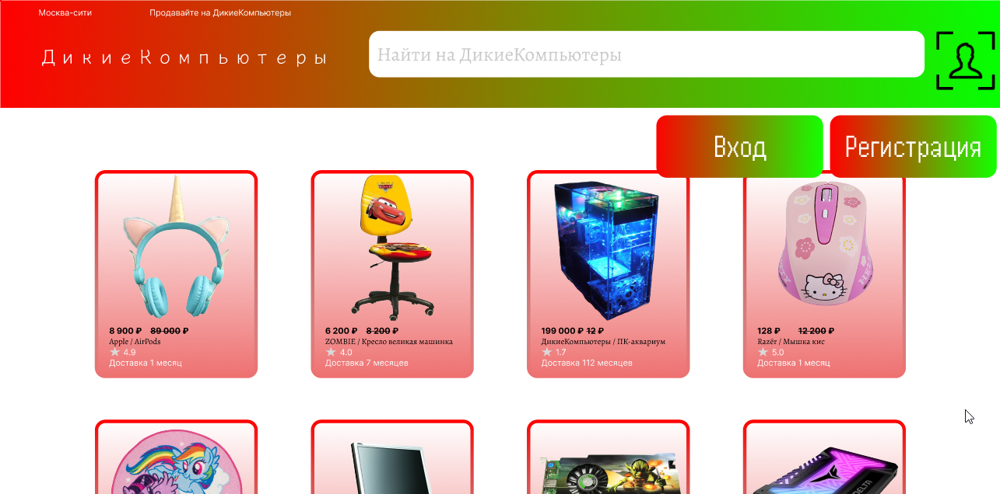 Москва-сити
Продавайте на ДикиеКомпьютеры
ДикиеКомпьютеры
Найти на ДикиеКомпьютеры
Вход
Регистрация
8 900 ₽ 89 000 ₽
Apple / AirPods
4.9
Доставка 1 месяц
6 200 ₽ 8 200 ₽
ZOMBIE / Кресло великая машинка
4.0
Доставка 7 месяцев
199 000 ₽ 12 ₽
ДикиеКомпьютеры / ПК-аквариум
1.7
Доставка 112 месяцев
128 ₽ 12 200 ₽
Razër / Мышка кис
5.0
Доставка 1 месяц